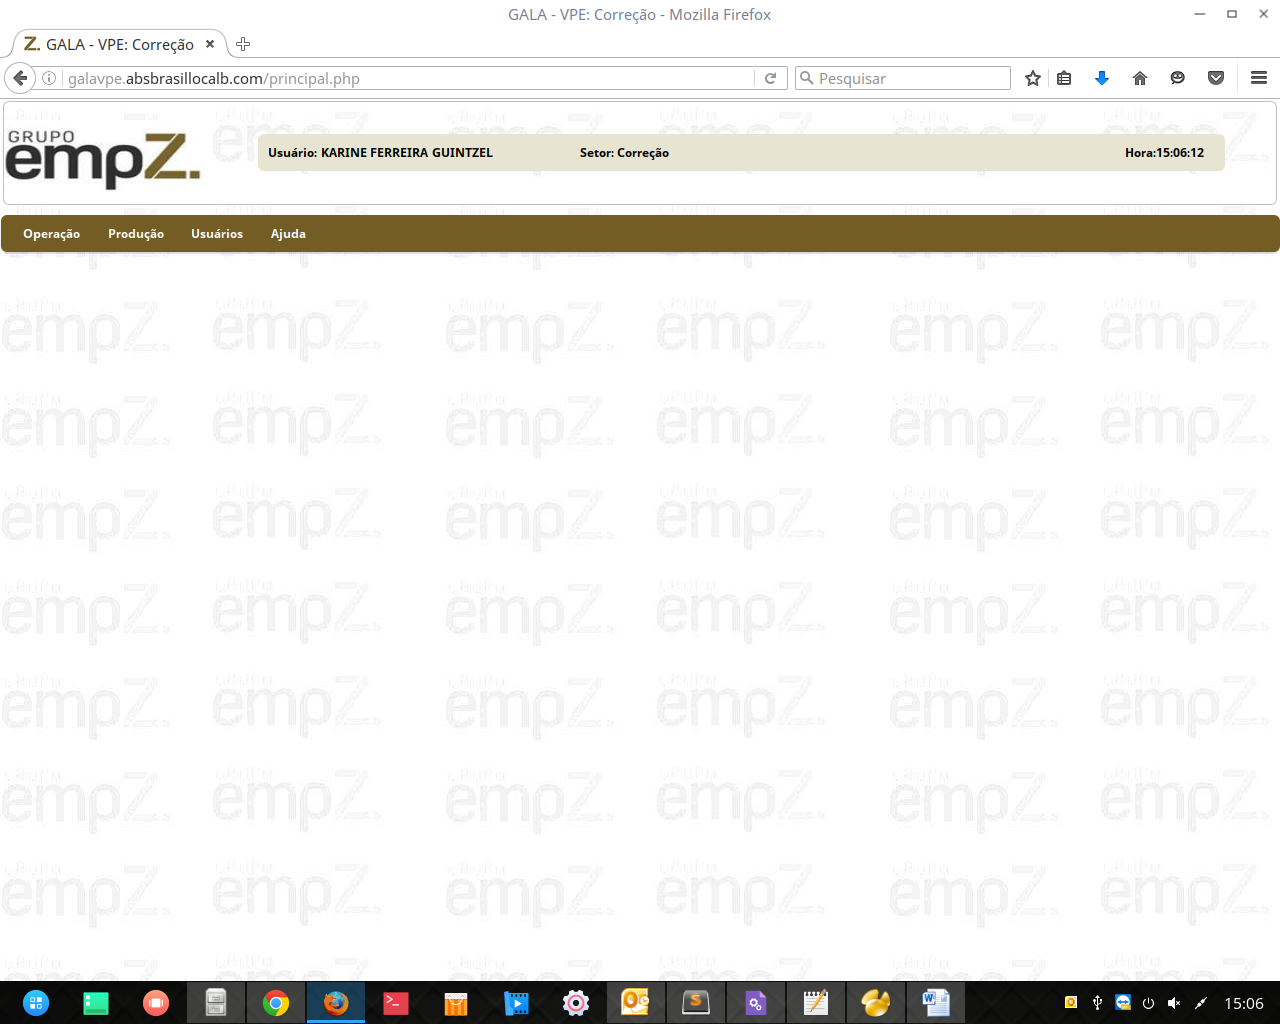 GALA - VPE: Correção - Mozilla Firefox
Z. GALA - VPE: Correção
galavpe.absbrasillocalb.com/principal.php
Pesquisar
GRUPO
empZ.
Usuário: KARINE FERREIRA GUINTZEL
Setor: Correção
Hora:15:06:12
Operação
Produção
Usuários
Ajuda
15:06